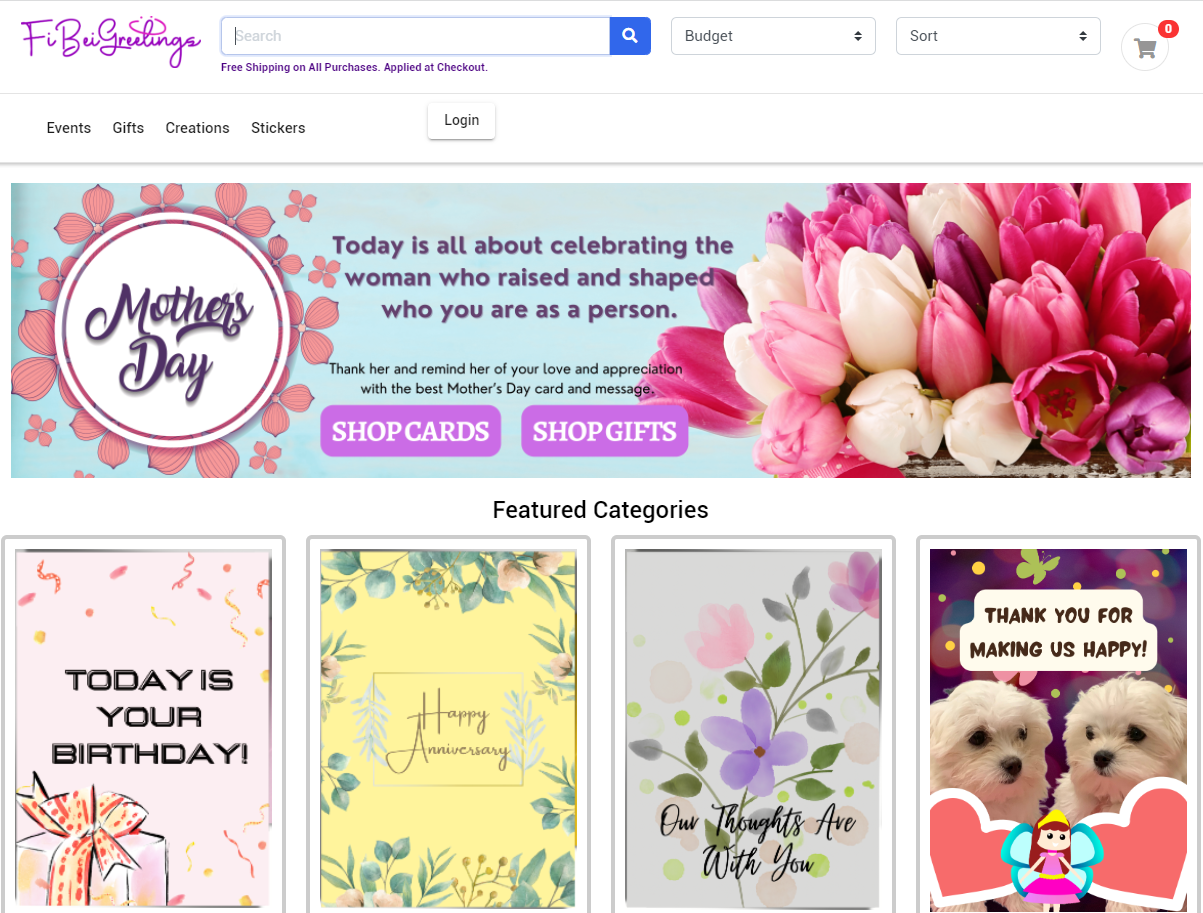 FiBeiGreetings
Search
Budget
Sort
0
Free Shipping on All Purchases. Applied at Checkout.
Events
Gifts
Creations
Stickers
Login
Mothers
Day
Today is all about celebrating the
woman who raised and shaped
who you are as a person.
Thank her and remind her of your love and appreciation
with the best Mother's Day card and message.
SHOP CARDS
SHOP GIFTS
Featured Categories
TODAY IS
YOUR
BIRTHDAY!
Happy
Anniversary
Our Thoughts Are
With You
THANK YOU FOR
MAKING US HAPPY!